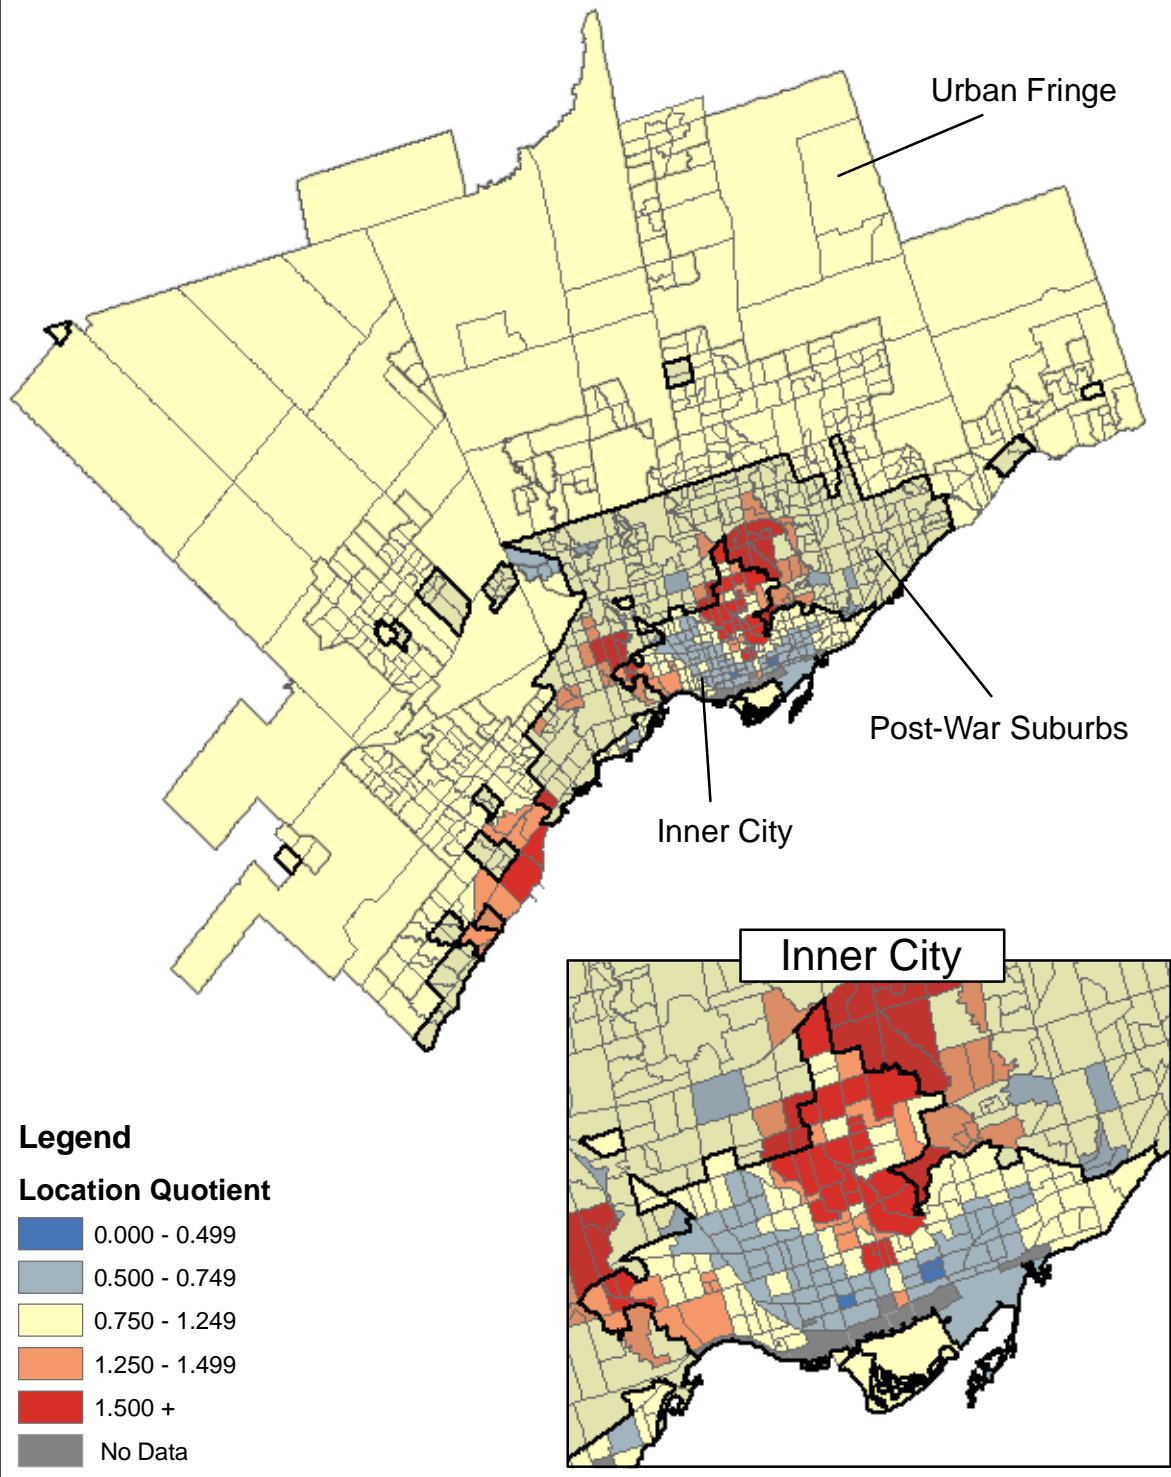 Urban Fringe
Post-War Suburbs
Inner City
Inner City
Legend
Location Quotient
0.000 - 0.499
0.500 - 0.749
0.750 - 1.249
1.250 - 1.499
1.500 +
No Data